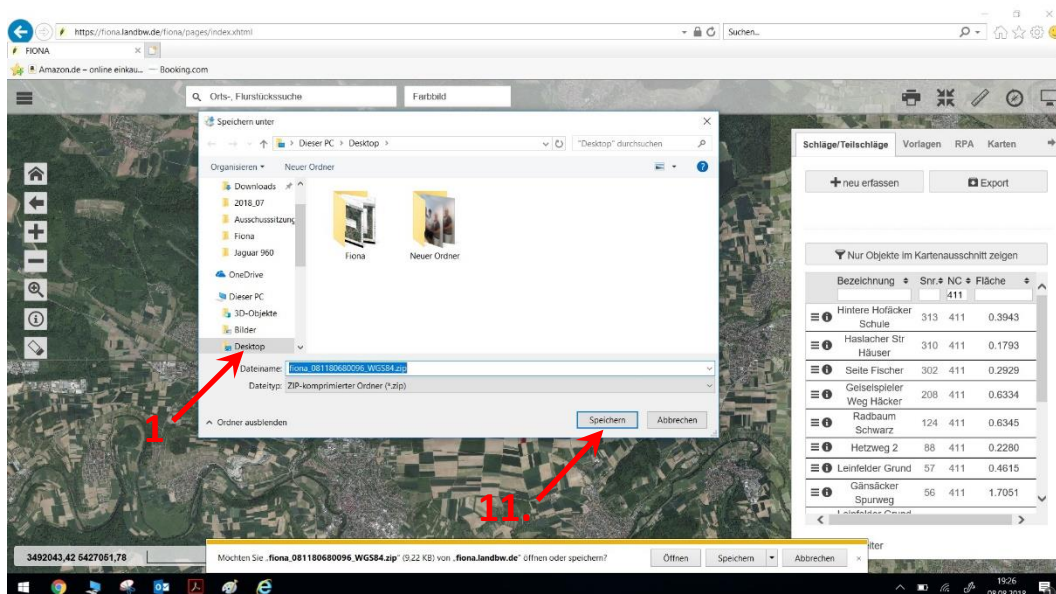 https://fiona.landbw.de/fiona/pages/index.xhtml
Suchen...
FIONA
Amazon.de – online einkau...
Booking.com
Orts-, Flurstückssuche
Farbbild
Speichern unter
Dieser PC > Desktop >
"Desktop" durchsuchen
Organisieren
Neuer Ordner
Downloads
2018_07
Ausschusssitzung
Fiona
Jaguar 960
OneDrive
Dieser PC
3D-Objekte
Bilder
Desktop
Fiona
Neuer Ordner
Dateiname: fiona_081180680096_WGS84.zip
Dateityp: ZIP-komprimierter Ordner (*.zip)
Ordner ausblenden
Speichern
Abbrechen
1
11.
Schläge/Teilschläge Vorlagen RPA Karten
neu erfassen
Export
Nur Objekte im Kartenausschnitt zeigen
Bezeichnung Snr. NC Fläche
411
Hintere Hofäcker
Schule 313 411 0.3943
Haslacher Str
Häuser 310 411 0.1793
Seite Fischer 302 411 0.2929
Geiselspieler
Weg Häcker 208 411 0.6334
Radbaum
Schwarz 124 411 0.6345
Hetzweg 2 88 411 0.2280
Leinfelder Grund 57 411 0.4615
Gänsäcker
Spurweg 56 411 1.7051
Leinfelder Grund
3492043,42 5427051,78
Möchten Sie „fiona_081180680096_WGS84.zip“ (9,22 KB) von „fiona.landbw.de“ öffnen oder speichern?
Öffnen
Speichern
Abbrechen
19:26
08.08.2018